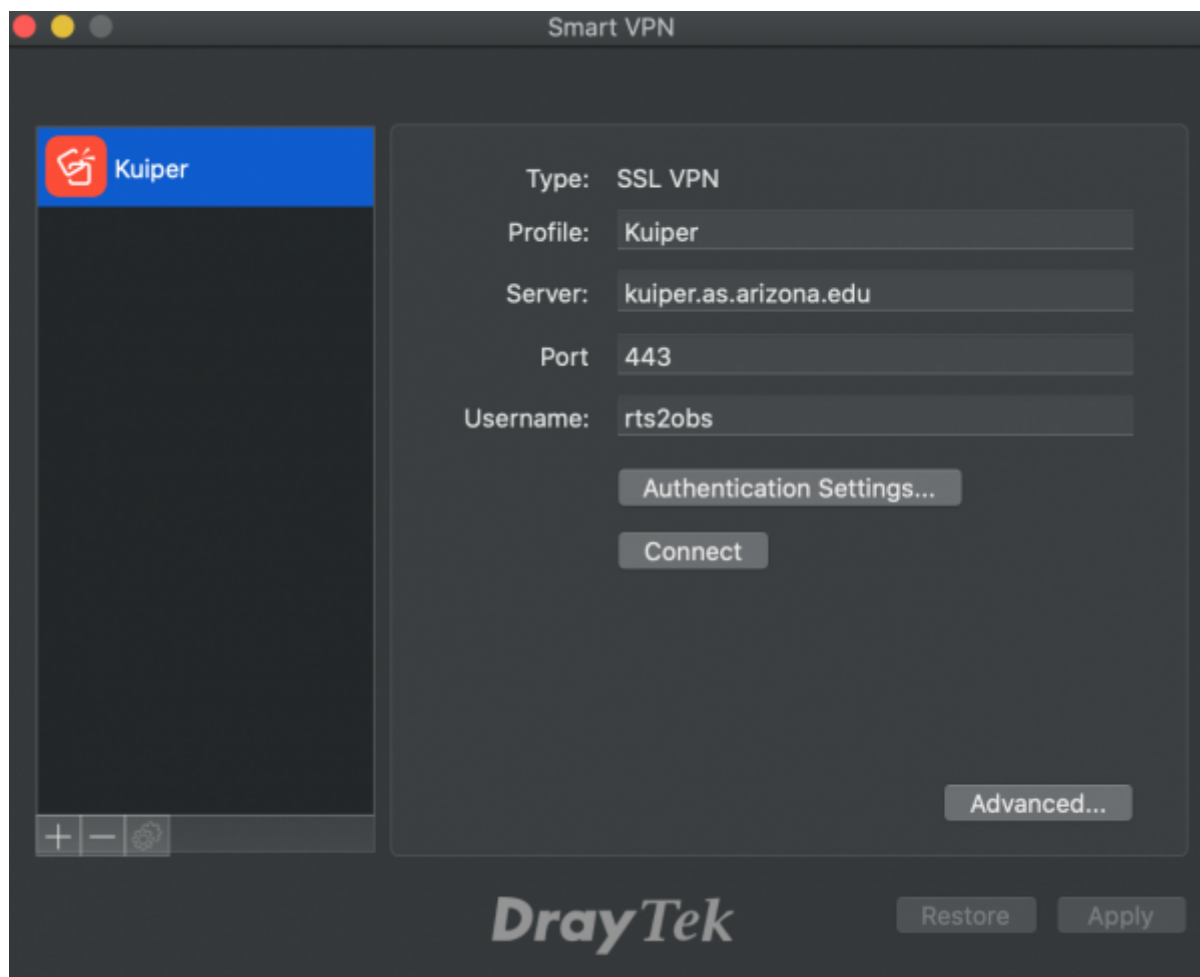 Smart VPN
Kuiper
Type: SSL VPN
Profile: Kuiper
Server: kuiper.as.arizona.edu
Port 443
Username: rts2obs
Authentication Settings...
Connect
Advanced...
DrayTek
Restore Apply